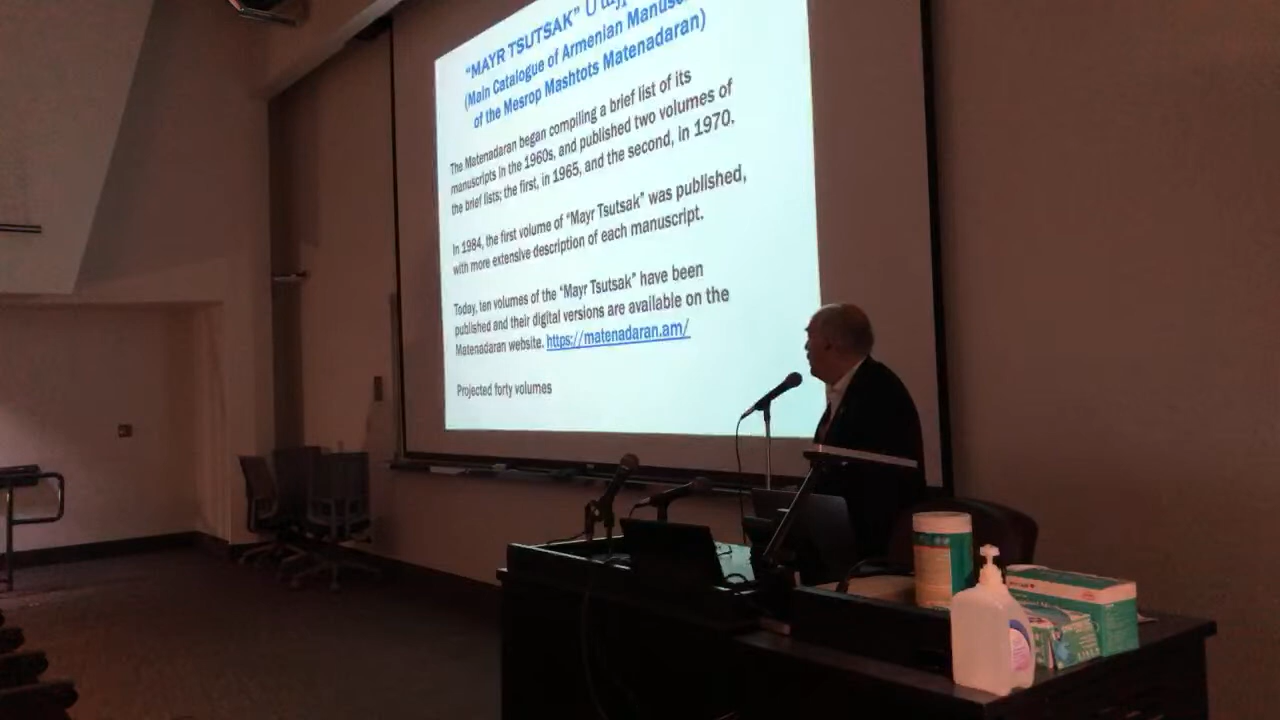 "MAYR TSUTSAK"
(Main Catalogue of Armenian
of the Mesrop Mashtots Matenadaran)
The Matenadaran began compiling a brief list of its
manuscripts in the 1960s, and published two volumes of
the brief lists; the first, in 1965, and the second, in 1970.
In 1984, the first volume of "Mayr Tsutsak" was published,
with more extensive description of each manuscript.
Today, ten volumes of the "Mayr Tsutsak" have been
published and their digital versions are available on the
Matenadaran website. https://matenadaran.am/
Projected forty volumes